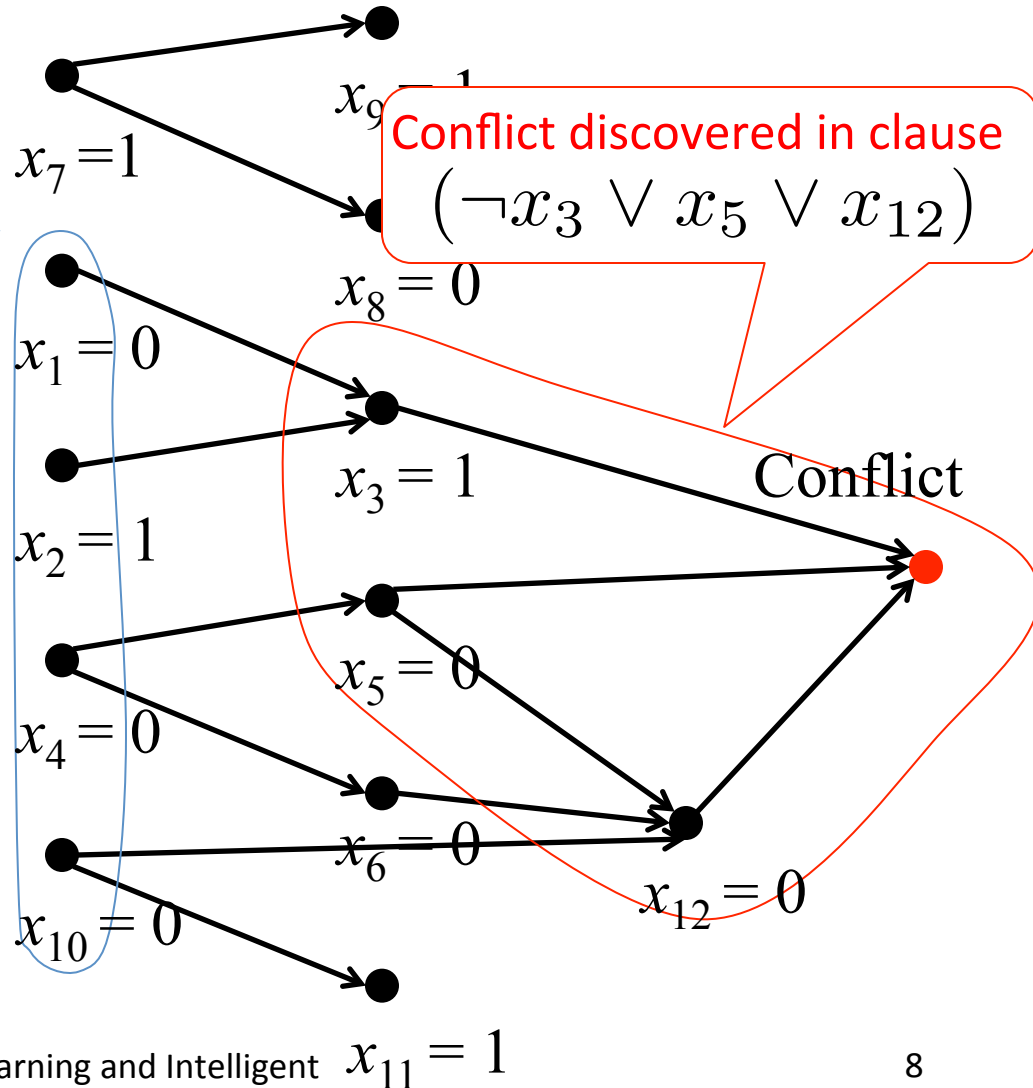 x₉ = 1
Conflict discovered in clause
x₇ = 1
(¬x₃ ∨ x₅ ∨ x₁₂)
x₈ = 0
x₁ = 0
x₃ = 1
Conflict
x₂ = 1
x₅ = 0
x₄ = 0
x₆ = 0
x₁₂ = 0
x₁₀ = 0
arning and Intelligent
x₁₁ = 1
8